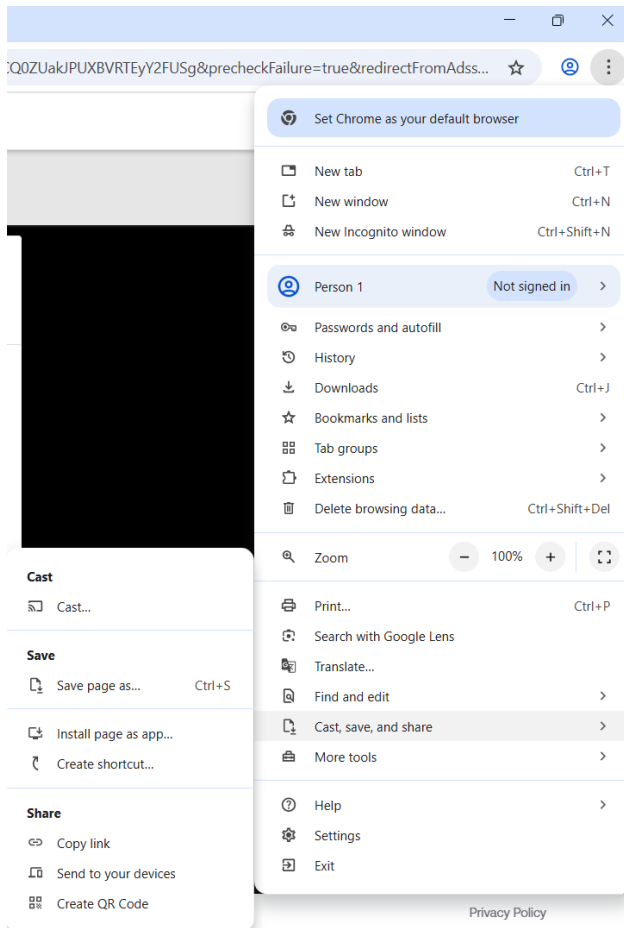 CQ0ZUakJPUXBVRTEyY2FUSg&precheckFailure=true&redirectFromAdss...
Set Chrome as your default browser
New tab Ctrl+T
New window Ctrl+N
New Incognito window Ctrl+Shift+N
Person 1 Not signed in
Passwords and autofill
History
Downloads Ctrl+J
Bookmarks and lists
Tab groups
Extensions
Delete browsing data... Ctrl+Shift+Del
Zoom 100%
Print... Ctrl+P
Search with Google Lens
Translate...
Find and edit
Cast, save, and share
More tools
Help
Settings
Exit
Cast
Cast...
Save
Save page as... Ctrl+S
Install page as app...
Create shortcut...
Share
Copy link
Send to your devices
Create QR Code
Privacy Policy